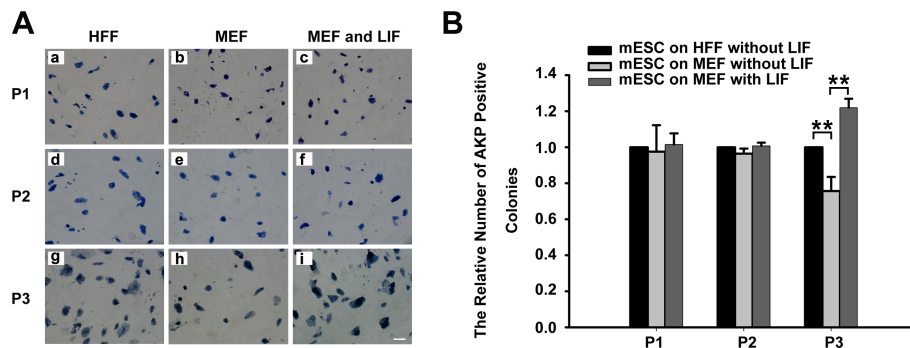 A
HFF MEF MEF and LIF
P1 a b c
P2 d e f
P3 g h i
B
mESC on HFF without LIF
mESC on MEF without LIF
mESC on MEF with LIF
The Relative Number of AKP Positive
Colonies
1.4
1.2
1.0
0.8
0.6
0.4
0.2
0.0
**
**
P1 P2 P3